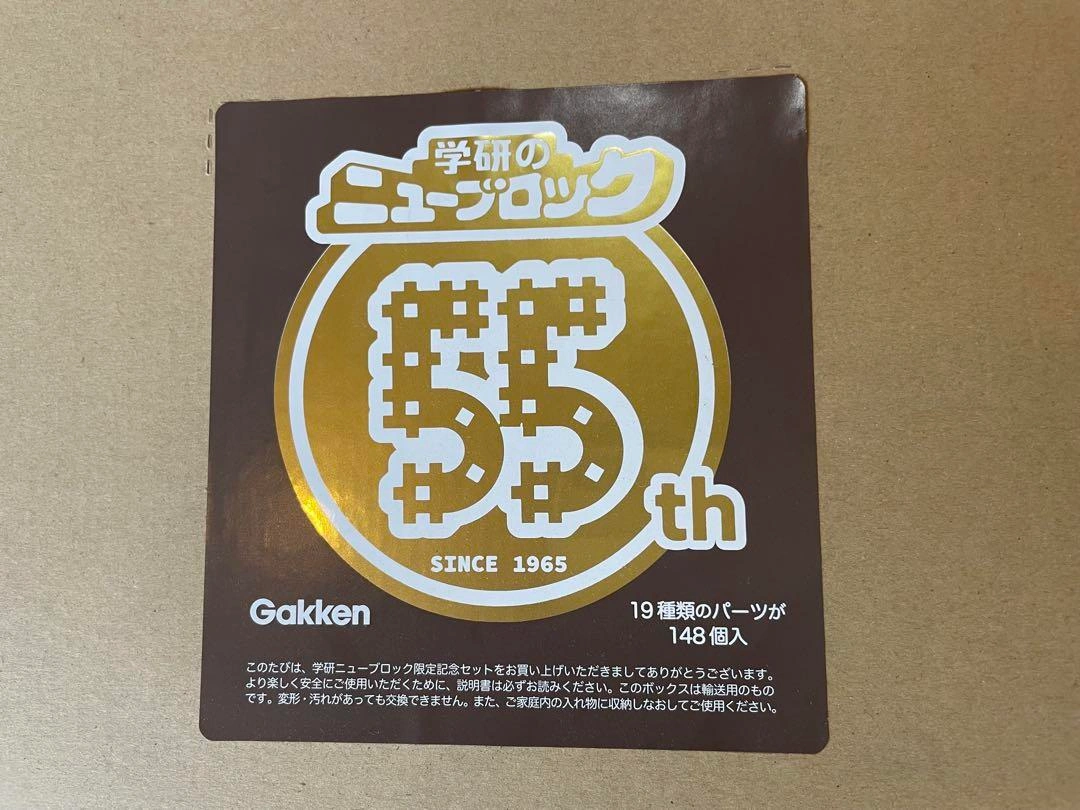 学研の
ニューブロック
55
th
SINCE 1965
Gakken
19種類のパーツが
148個入
このたびは、学研ニューブロック限定記念セットをお買い上げいただきましてありがとうございます。
より楽しく安全にご使用いただくために、説明書は必ずお読みください。このボックスは輸送用のもの
です。変形・汚れがあっても交換できません。また、ご家庭内の入れ物に収納しなおしてご使用ください。